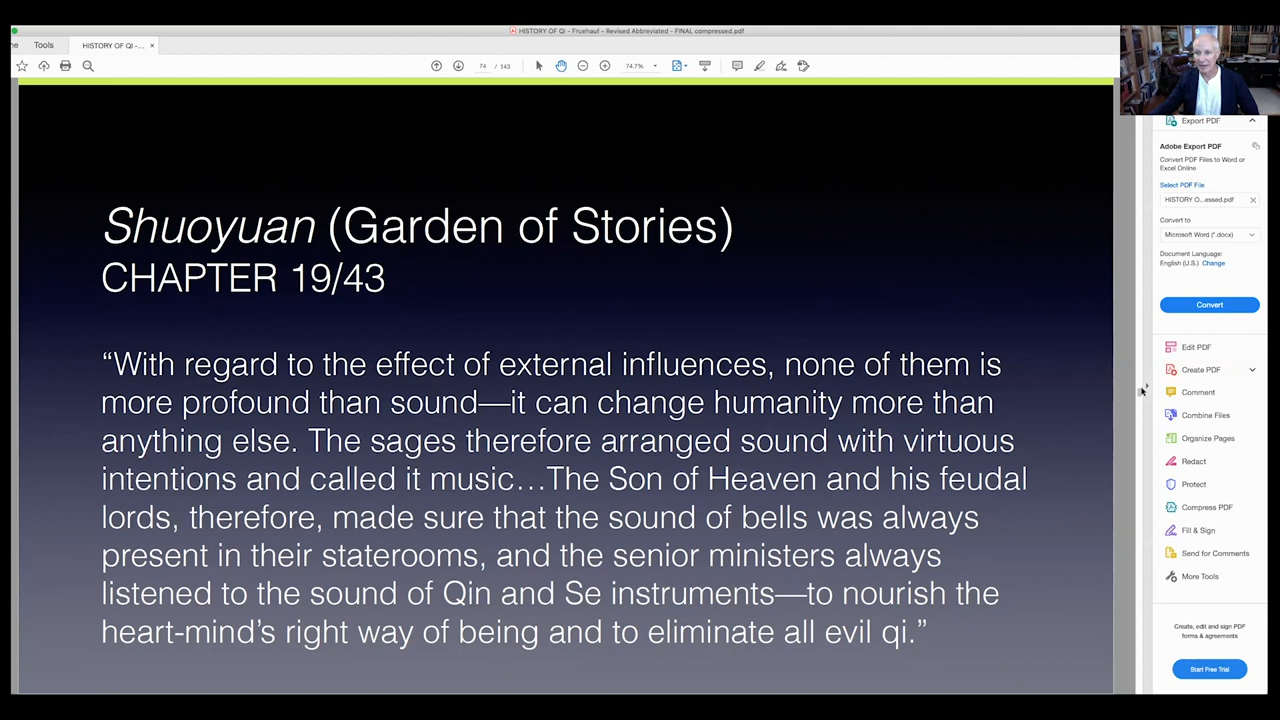 HISTORY OF QI - Fruehauf - Revised Abbreviated - FINAL compressed.pdf
Tools
HISTORY OF QI -... ×
74 / 143
74.7%
Export PDF
Adobe Export PDF
Convert PDF Files to Word or
Excel Online
Select PDF File
HISTORY O...essed.pdf
Convert to
Microsoft Word (*.docx)
Document Language:
English (U.S.) Change
Convert
Edit PDF
Create PDF
Comment
Combine Files
Organize Pages
Redact
Protect
Compress PDF
Fill & Sign
Send for Comments
More Tools
Create, edit and sign PDF
forms & agreements
Start Free Trial
Shuoyuan (Garden of Stories)
CHAPTER 19/43
“With regard to the effect of external influences, none of them is
more profound than sound—it can change humanity more than
anything else. The sages therefore arranged sound with virtuous
intentions and called it music…The Son of Heaven and his feudal
lords, therefore, made sure that the sound of bells was always
present in their staterooms, and the senior ministers always
listened to the sound of Qin and Se instruments—to nourish the
heart-mind’s right way of being and to eliminate all evil qi.”